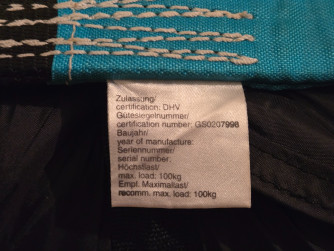 Zulassung/
certification: DHV
Gütesiegelnummer/
certification number: GS0207998
Baujahr/
year of manufacture:
Seriennummer/
serial number:
Höchstlast/
max. load: 100kg
Empf. Maximallast/
recomm. max. load: 100kg